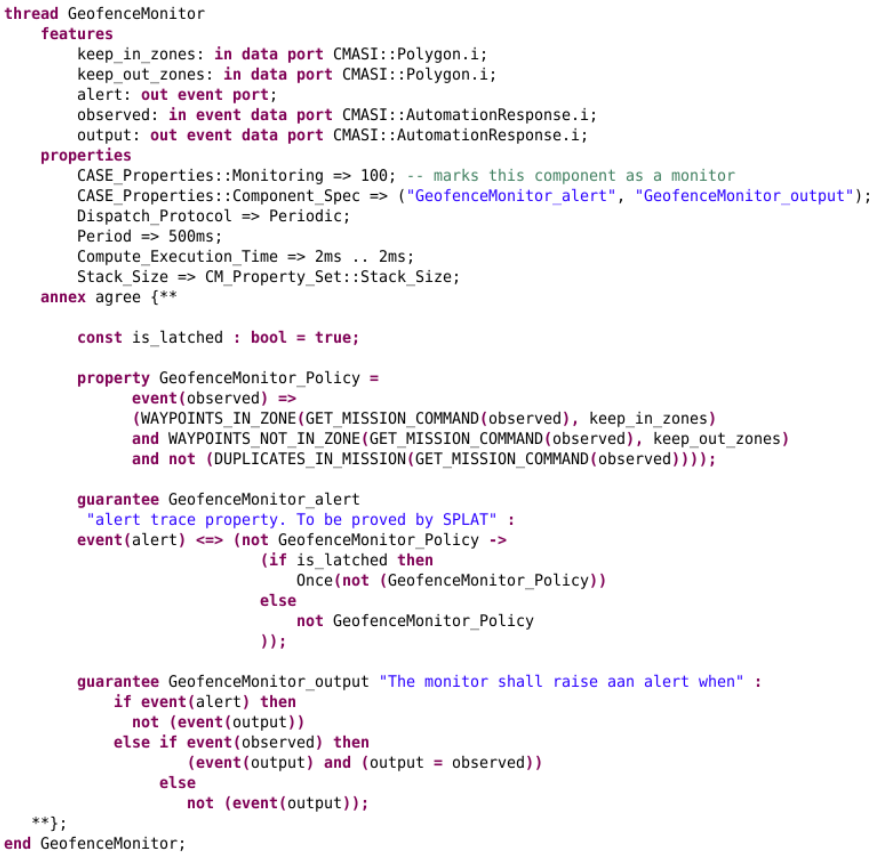 thread GeofenceMonitor
features
keep_in_zones: in data port CMASI::Polygon.i;
keep_out_zones: in data port CMASI::Polygon.i;
alert: out event port;
observed: in event data port CMASI::AutomationResponse.i;
output: out event data port CMASI::AutomationResponse.i;
properties
CASE_Properties::Monitoring => 100; -- marks this component as a monitor
CASE_Properties::Component_Spec => ("GeofenceMonitor_alert", "GeofenceMonitor_output");
Dispatch_Protocol => Periodic;
Period => 500ms;
Compute_Execution_Time => 2ms .. 2ms;
Stack_Size => CM_Property_Set::Stack_Size;
annex agree {**
const is_latched : bool = true;
property GeofenceMonitor_Policy =
event(observed) =>
(WAYPOINTS_IN_ZONE(GET_MISSION_COMMAND(observed), keep_in_zones)
and WAYPOINTS_NOT_IN_ZONE(GET_MISSION_COMMAND(observed), keep_out_zones)
and not (DUPLICATES_IN_MISSION(GET_MISSION_COMMAND(observed))));
guarantee GeofenceMonitor_alert
"alert trace property. To be proved by SPLAT" :
event(alert) <=> (not GeofenceMonitor_Policy ->
(if is_latched then
Once(not (GeofenceMonitor_Policy))
else
not GeofenceMonitor_Policy
));
guarantee GeofenceMonitor_output "The monitor shall raise aan alert when" :
if event(alert) then
not (event(output))
else if event(observed) then
(event(output) and (output = observed))
else
not (event(output));
**};
end GeofenceMonitor;